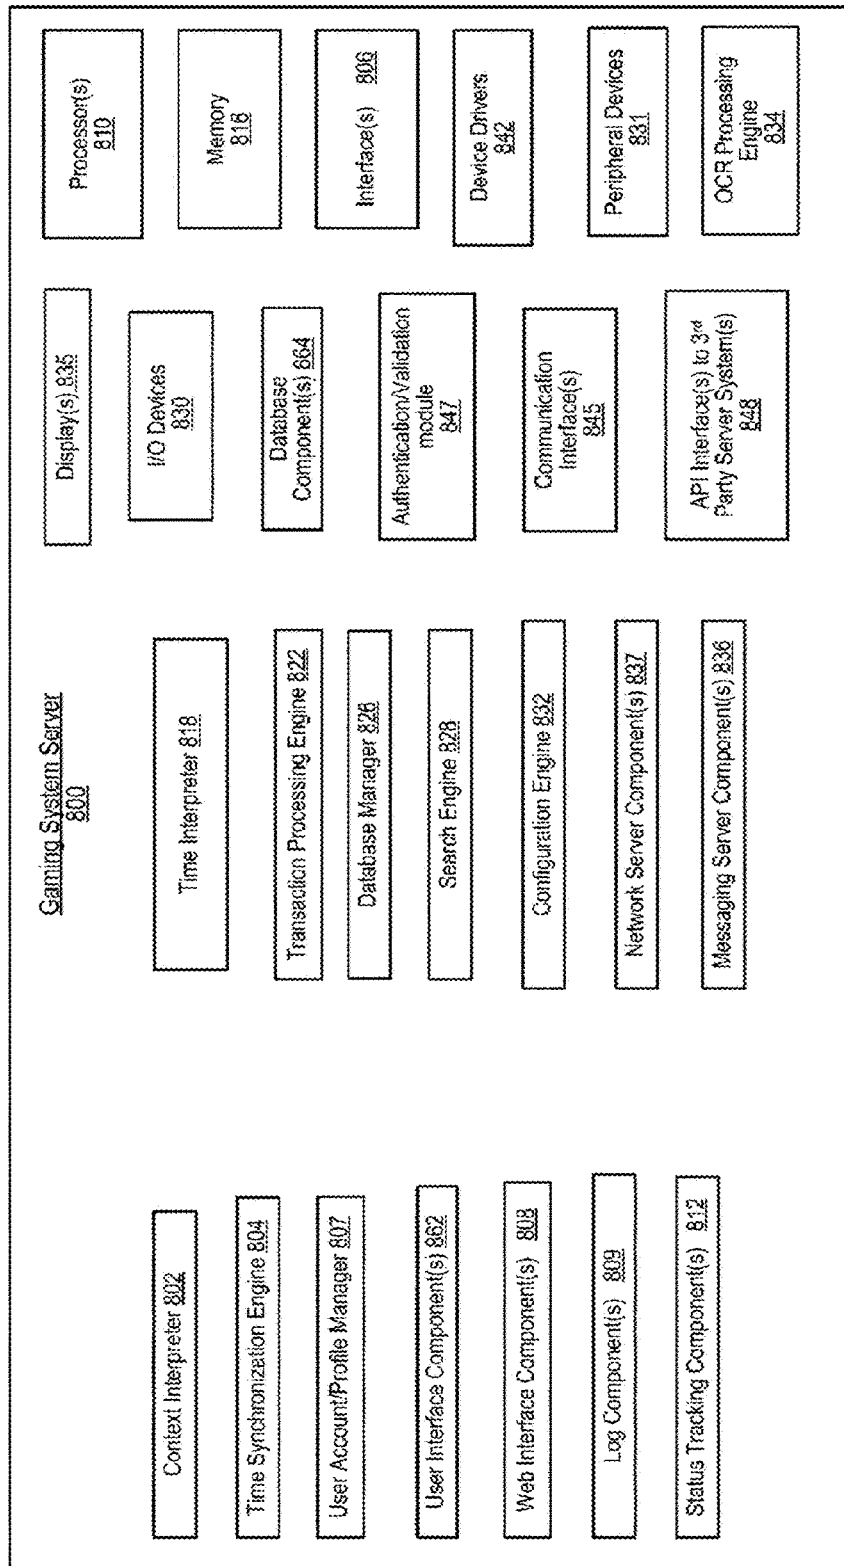 Gaming System Server
800
Context Interpreter 802
Time Synchronization Engine 804
User Account/Profile Manager 807
User Interface Component(s) 862
Web Interface Component(s) 808
Log Component(s) 809
Status Tracking Component(s) 812
Time Interpreter 818
Transaction Processing Engine 822
Database Manager 826
Search Engine 828
Configuration Engine 832
Network Server Component(s) 837
Messaging Server Component(s) 836
Display(s) 835
I/O Devices
830
Database
Component(s) 864
Authentication/Validation
module
847
Communication
Interface(s)
845
API Interface(s) to 3rd
Party Server System(s)
848
Processor(s)
810
Memory
816
Interface(s) 806
Device Drivers
842
Peripheral Devices
831
OCR Processing
Engine
834